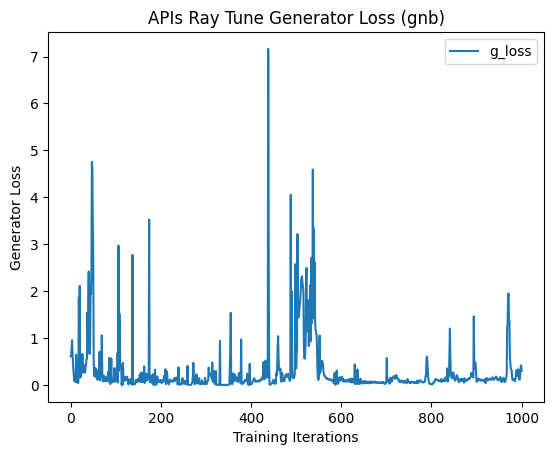 APIs Ray Tune Generator Loss (gnb)
g_loss
Generator Loss
7
6
5
4
3
2
1
0
0 200 400 600 800 1000
Training Iterations